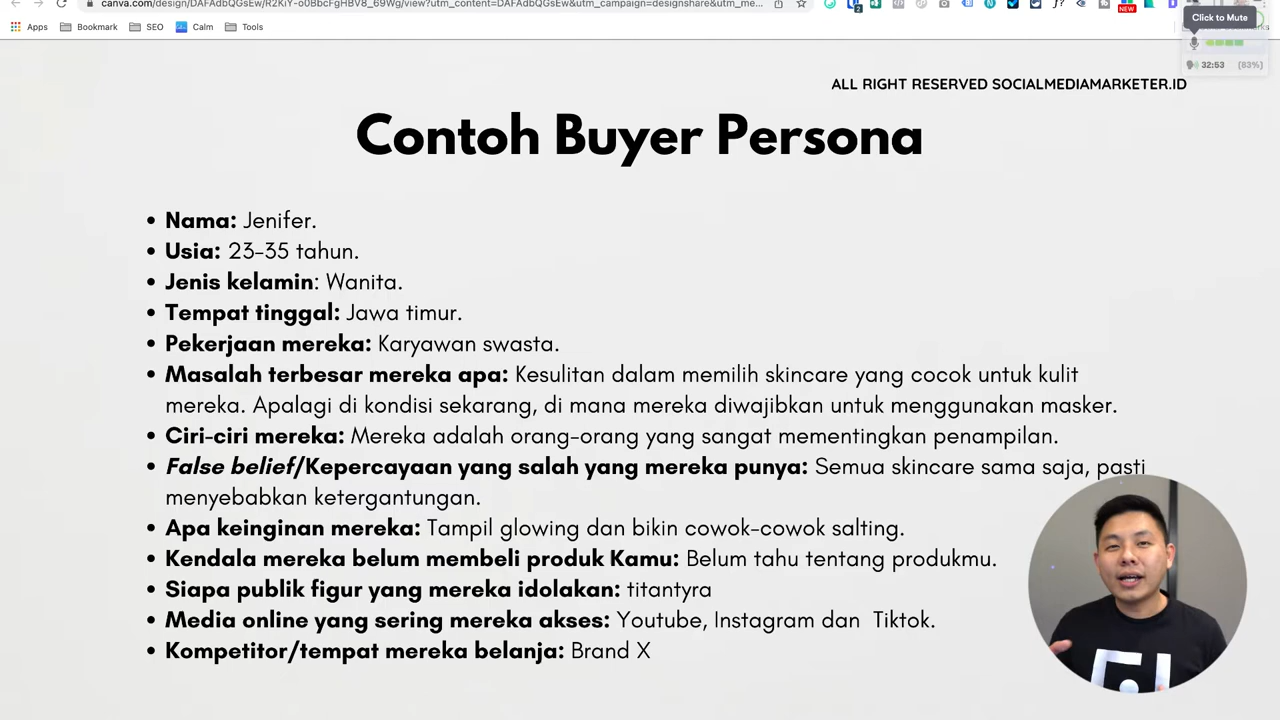 canva.com/design/DAFAdbQGsEw/R2KiY-oOBbcFgHBV8_69Wg/view?utm_content=DAFAdbQGsEw&utm_campaign=designshare&utm_me...
NEW
Click to Mute
Apps Bookmark SEO Calm Tools
32:53 (83%)
ALL RIGHT RESERVED SOCIALMEDIAMARKETER.ID
Contoh Buyer Persona
• Nama: Jenifer.
• Usia: 23-35 tahun.
• Jenis kelamin: Wanita.
• Tempat tinggal: Jawa timur.
• Pekerjaan mereka: Karyawan swasta.
• Masalah terbesar mereka apa: Kesulitan dalam memilih skincare yang cocok untuk kulit
mereka. Apalagi di kondisi sekarang, di mana mereka diwajibkan untuk menggunakan masker.
• Ciri-ciri mereka: Mereka adalah orang-orang yang sangat mementingkan penampilan.
• False belief/Kepercayaan yang salah yang mereka punya: Semua skincare sama saja, pasti
menyebabkan ketergantungan.
• Apa keinginan mereka: Tampil glowing dan bikin cowok-cowok salting.
• Kendala mereka belum membeli produk Kamu: Belum tahu tentang produkmu.
• Siapa publik figur yang mereka idolakan: titantyra
• Media online yang sering mereka akses: Youtube, Instagram dan Tiktok.
• Kompetitor/tempat mereka belanja: Brand X